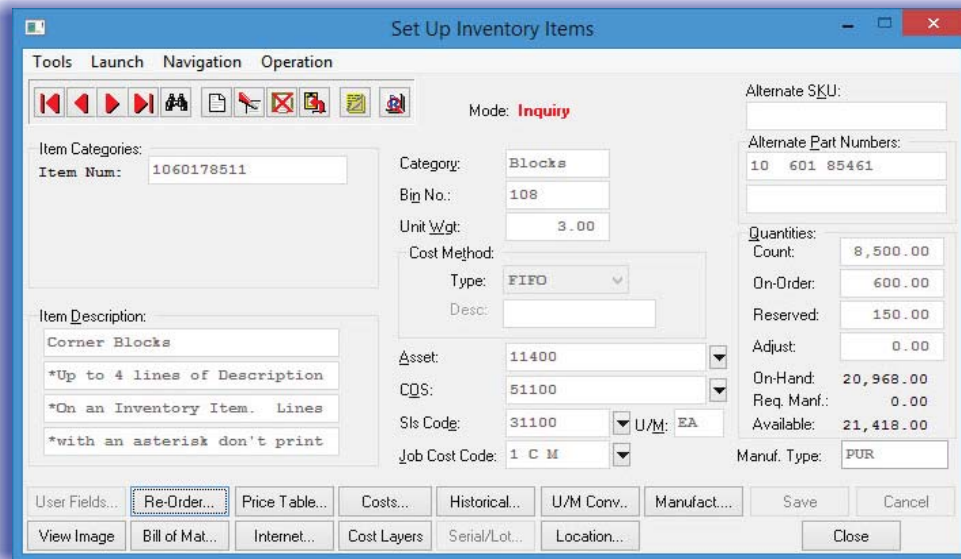 Set Up Inventory Items
Tools Launch Navigation Operation
Mode: Inquiry
Alternate SKU:
Item Categories:
Item Num: 1060178511
Category: Blocks
Bin No.: 108
Unit Wgt: 3.00
Alternate Part Numbers:
10 601 85461
Cost Method:
Type: FIFO
Desc:
Quantities:
Count: 8,500.00
On-Order: 600.00
Reserved: 150.00
Adjust: 0.00
On-Hand: 20,968.00
Req. Manf.: 0.00
Available: 21,418.00
Item Description:
Corner Blocks
*Up to 4 lines of Description
*On an Inventory Item. Lines
*with an asterisk don't print
Asset: 11400
COS: 51100
Sls Code: 31100 U/M: EA
Job Cost Code: 1 C M
Manuf. Type: PUR
User Fields... Re-Order... Price Table... Costs... Historical... U/M Conv.. Manufact.... Save Cancel
View Image Bill of Mat... Internet... Cost Layers Serial/Lot... Location... Close